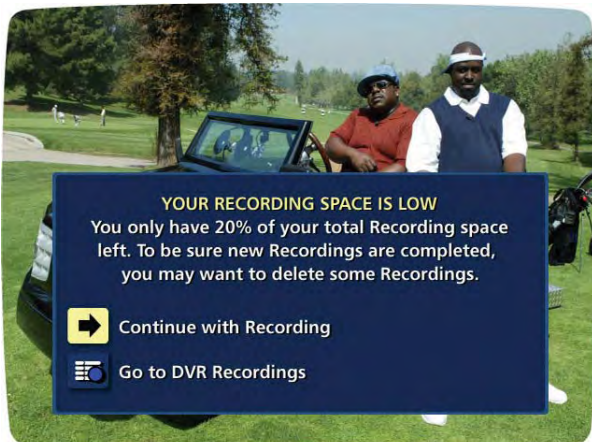 YOUR RECORDING SPACE IS LOW
You only have 20% of your total Recording space
left. To be sure new Recordings are completed,
you may want to delete some Recordings.
Continue with Recording
Go to DVR Recordings